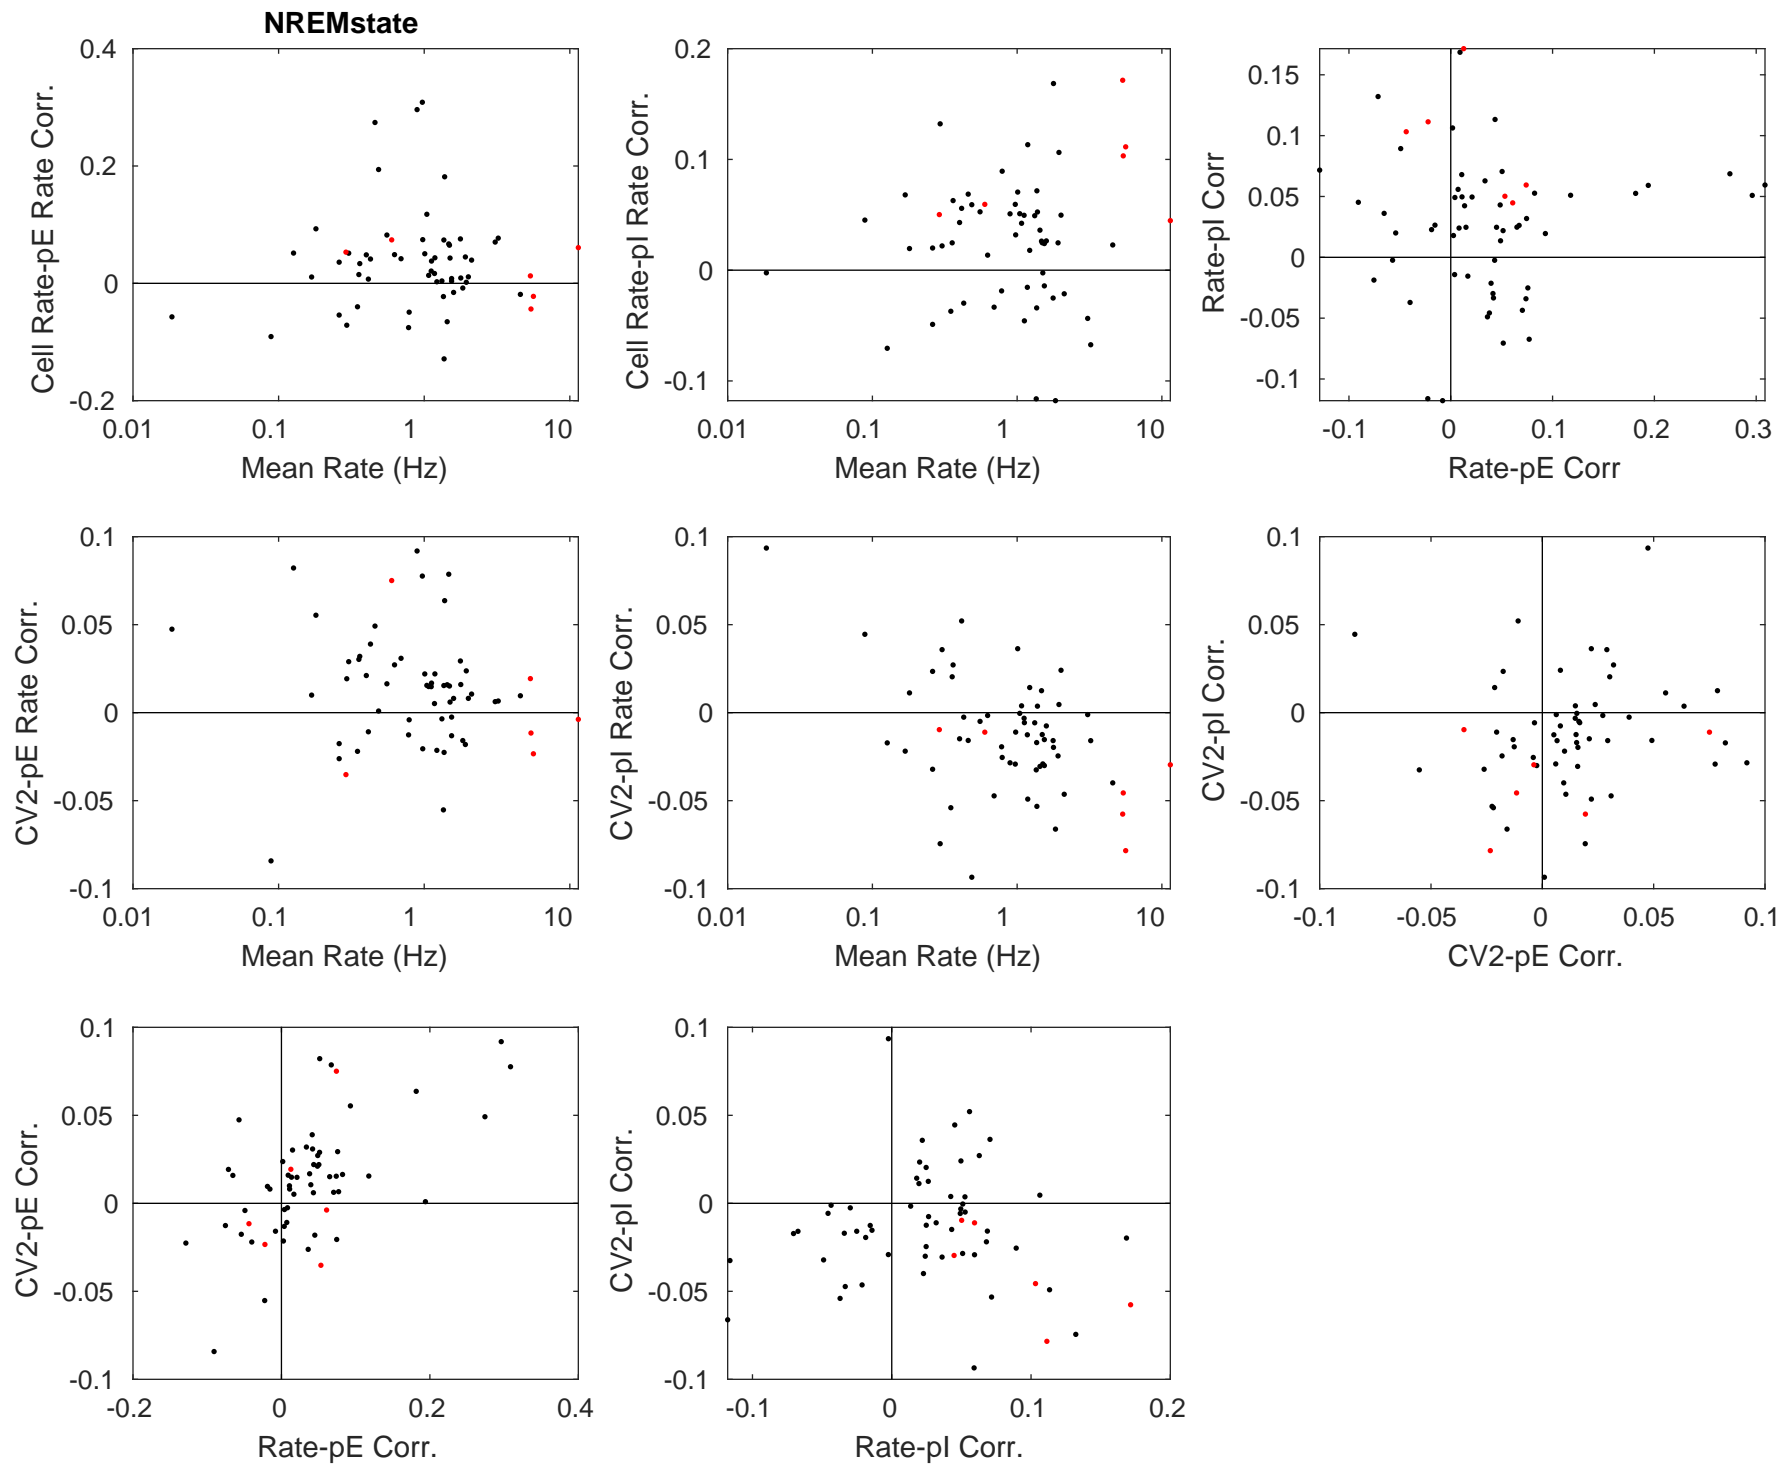 NREMstate
0.4
0.2
0
-0.2
Cell Rate-pE Rate Corr.
0.01 0.1 1 10
Mean Rate (Hz)
0.2
0.1
0
-0.1
Cell Rate-pI Rate Corr.
0.01 0.1 1 10
Mean Rate (Hz)
0.15
0.1
0.05
0
-0.05
-0.1
Rate-pI Corr
-0.1 0 0.1 0.2 0.3
Rate-pE Corr
0.1
0.05
0
-0.05
-0.1
CV2-pE Rate Corr.
0.01 0.1 1 10
Mean Rate (Hz)
0.1
0.05
0
-0.05
-0.1
CV2-pI Rate Corr.
0.01 0.1 1 10
Mean Rate (Hz)
0.1
0.05
0
-0.05
-0.1
CV2-pI Corr.
-0.1 -0.05 0 0.05 0.1
CV2-pE Corr.
0.1
0.05
0
-0.05
-0.1
CV2-pE Corr.
-0.2 0 0.2 0.4
Rate-pE Corr.
0.1
0.05
0
-0.05
-0.1
CV2-pI Corr.
-0.1 0 0.1 0.2
Rate-pI Corr.